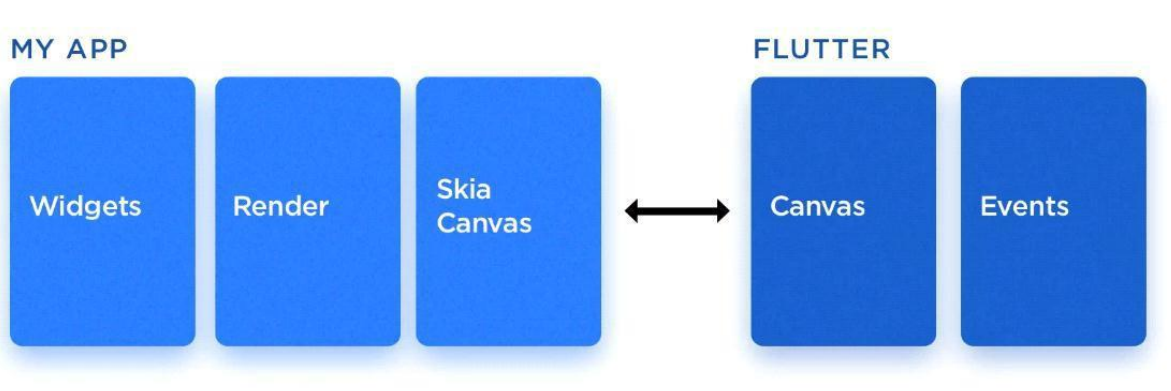 MY APP
FLUTTER
Widgets
Render
Skia
Canvas
Canvas
Events